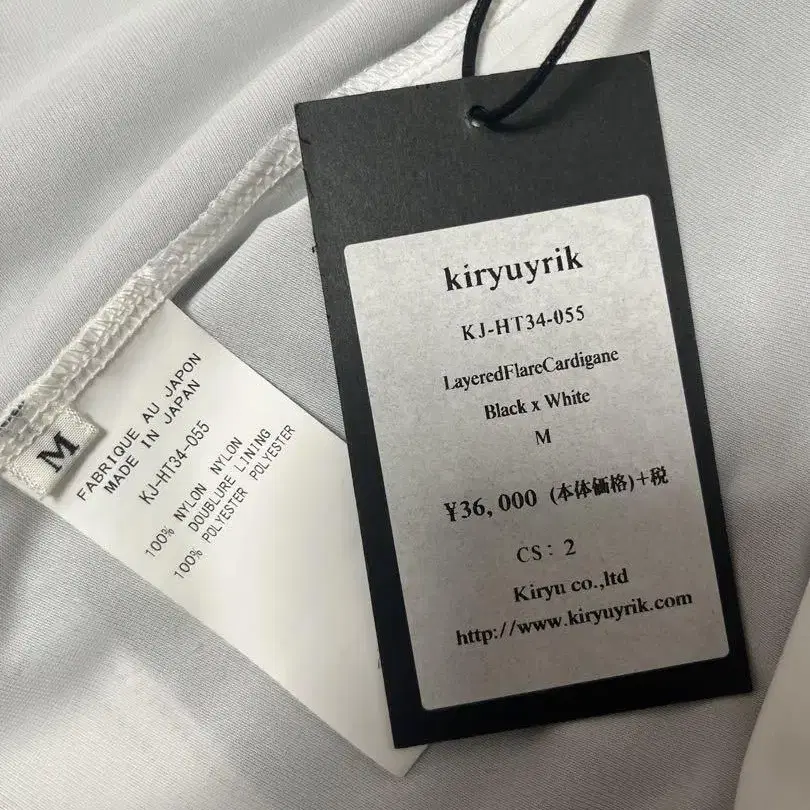 kiryuyrik
KJ-HT34-055
LayeredFlareCardigane
Black x White
M
¥36,000 (本体価格)+税
CS: 2
Kiryu co.,ltd
http://www.kiryuyrik.com
M
FABRIQUE AU JAPON
MADE IN JAPAN
KJ-HT34-055
100% NYLON NYLON
DOUBLURE LINING
100% POLYESTER POLYESTER